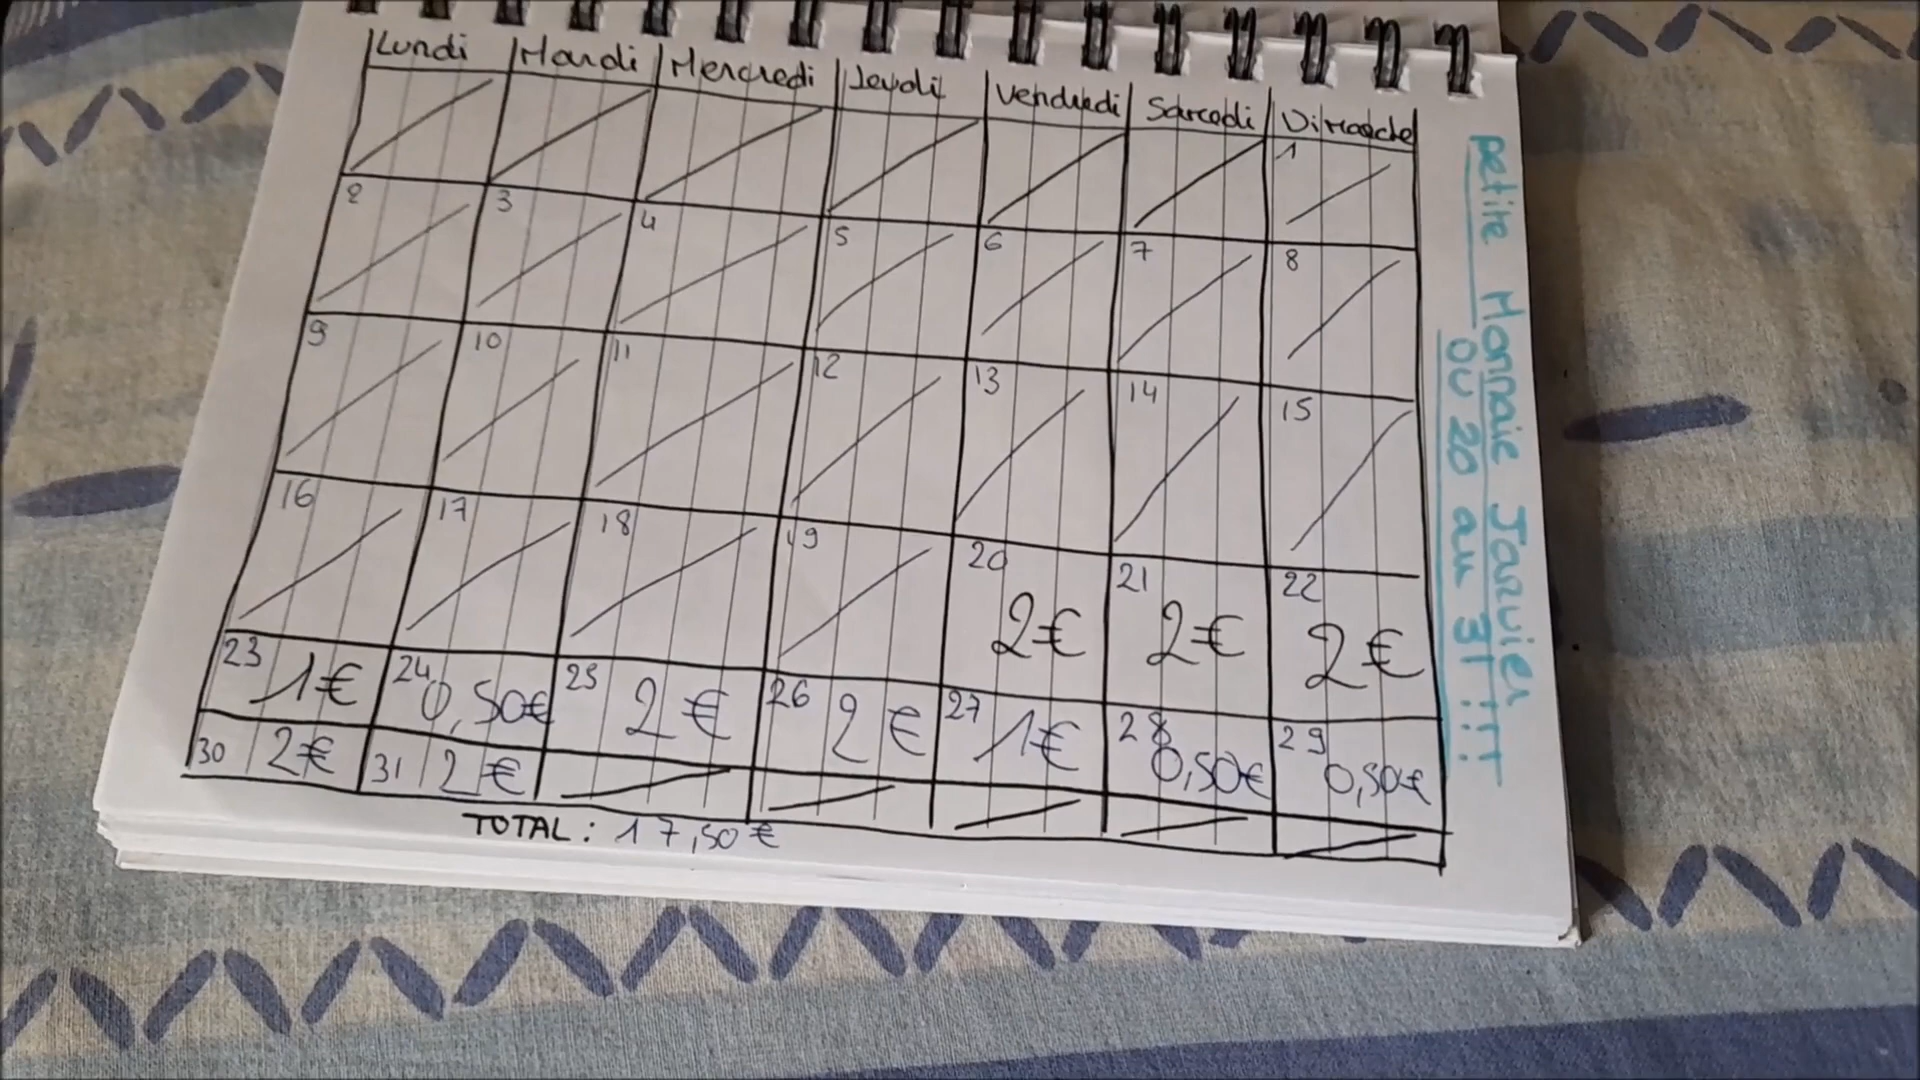 Lundi Mardi Mercredi Jeudi Vendredi Samedi Dimanche
1
2 3 4 5 6 7 8
9 10 11 12 13 14 15
16 17 18 19 20 21 22
2€ 2€ 2€
23 24 25 26 27 28 29
1€ 0,50€ 2€ 2€ 1€ 0,50€ 0,50€
30 2€ 31 2€
TOTAL : 17,50€
petite Monnaie Janvier
DU 20 au 31 !!!!